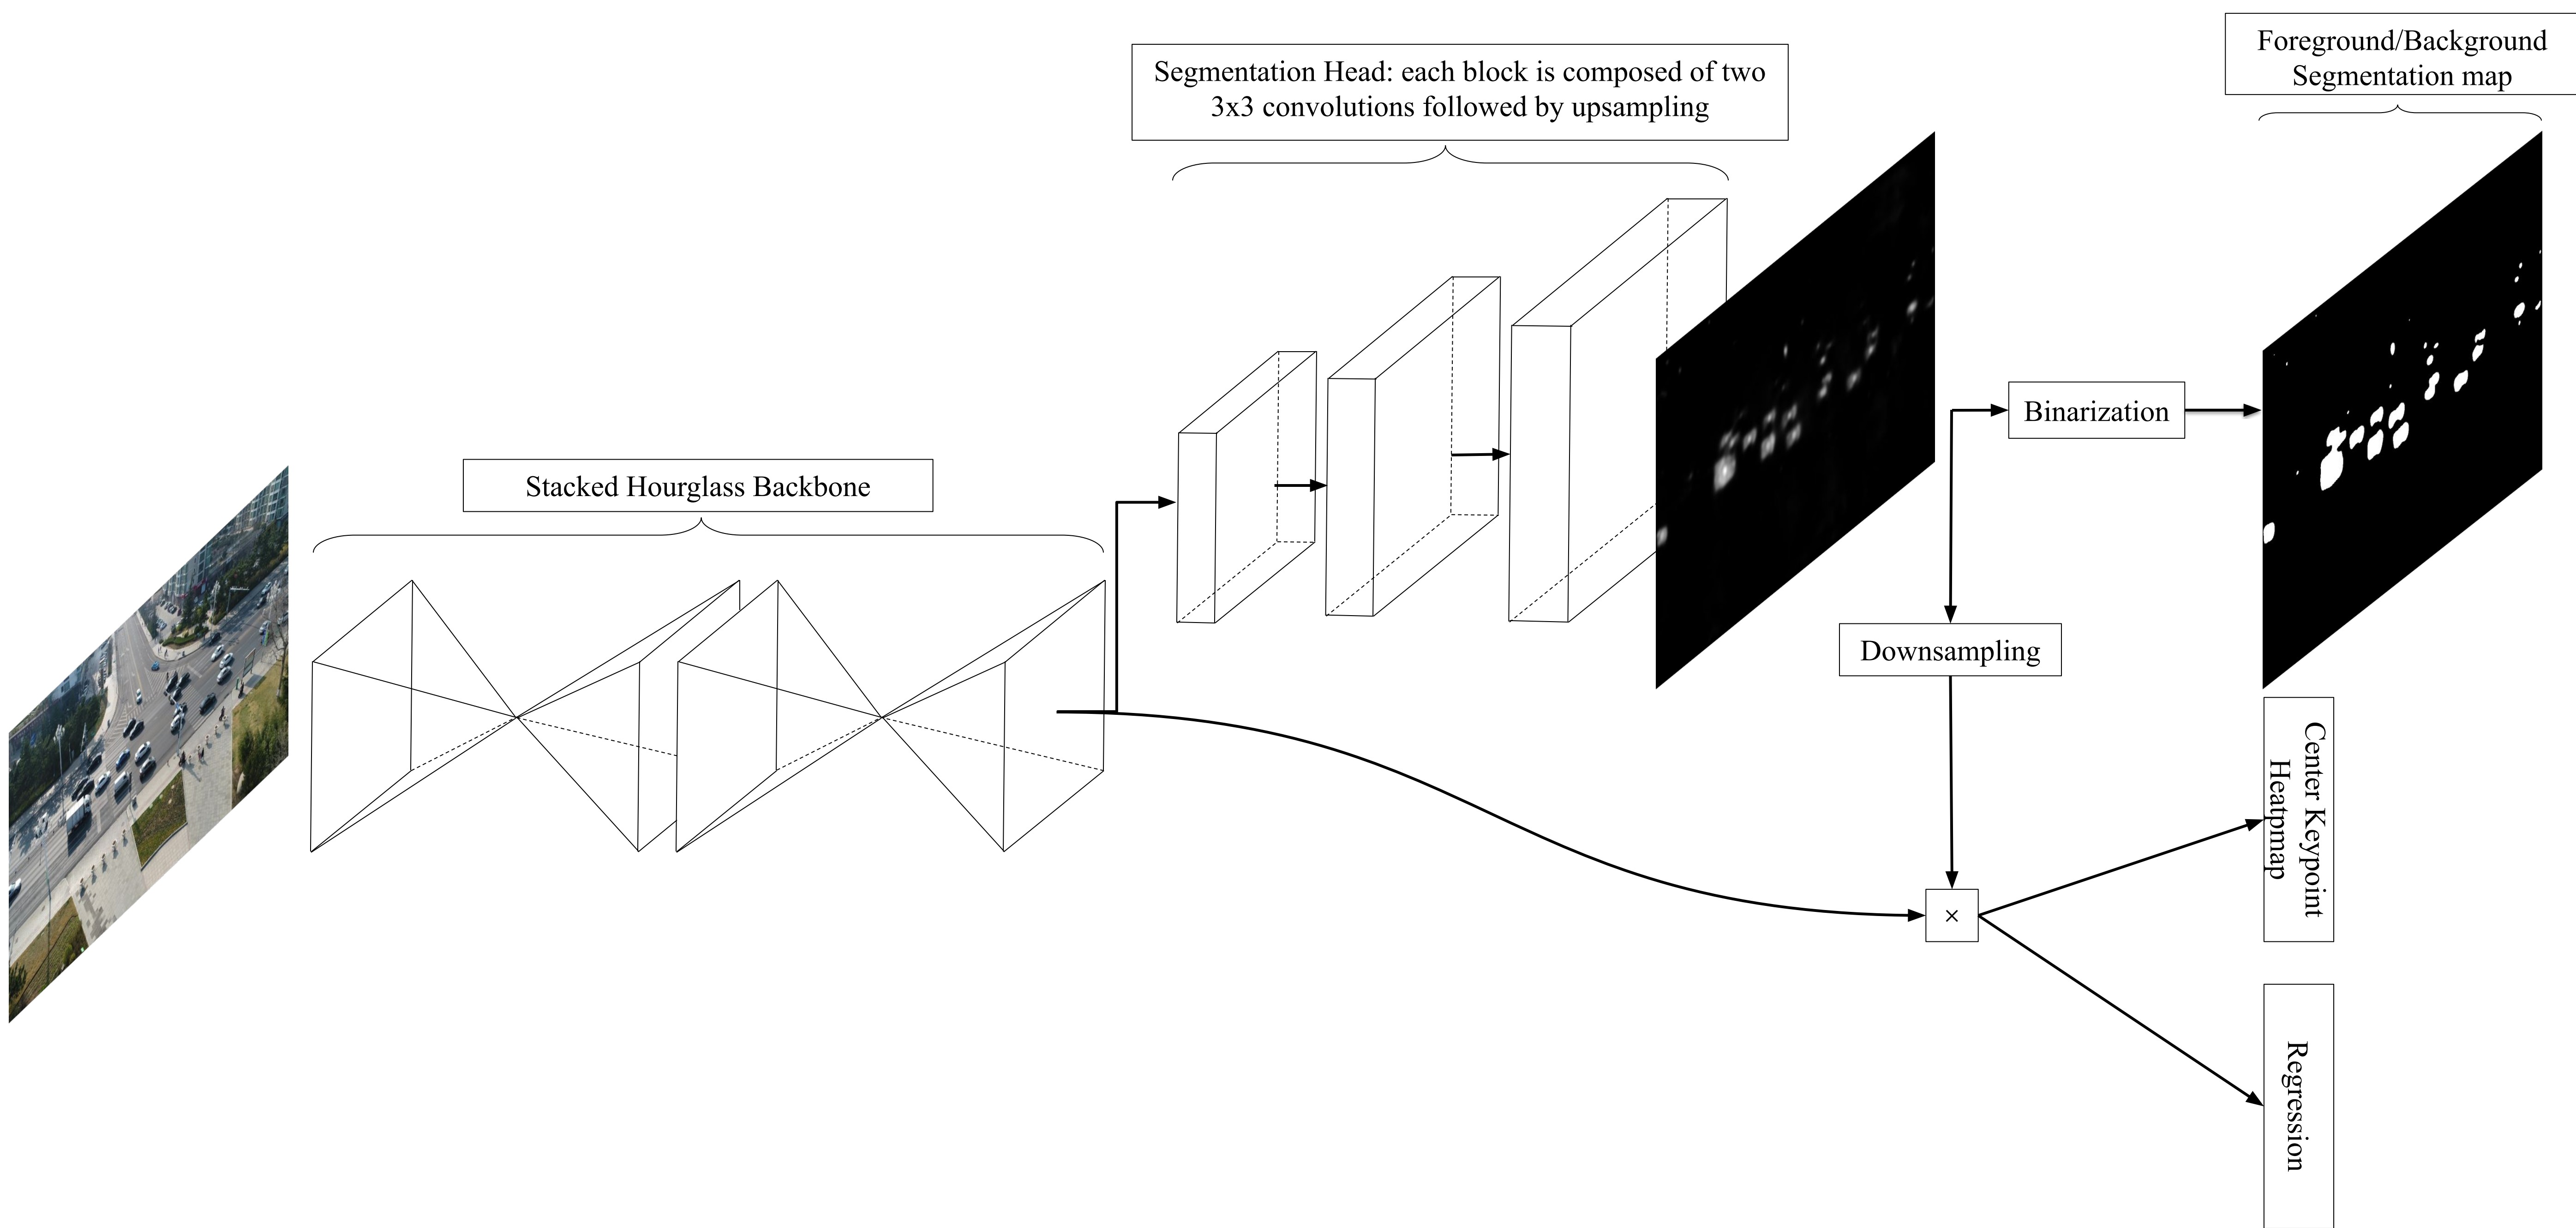 Foreground/Background
Segmentation map
Segmentation Head: each block is composed of two
3x3 convolutions followed by upsampling
Binarization
Stacked Hourglass Backbone
Downsampling
Center Keypoint
Heatpmap
×
Regression